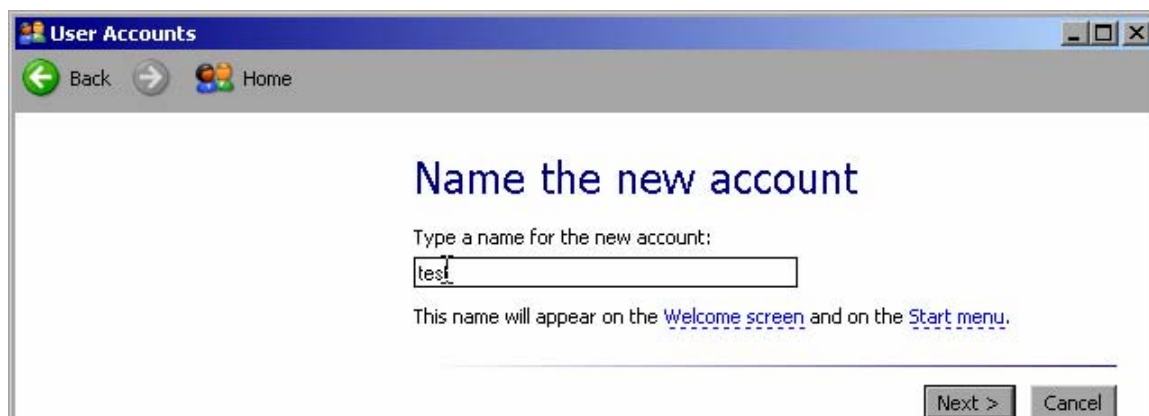 User Accounts
Back Home
Name the new account
Type a name for the new account:
test
This name will appear on the Welcome screen and on the Start menu.
Next > Cancel